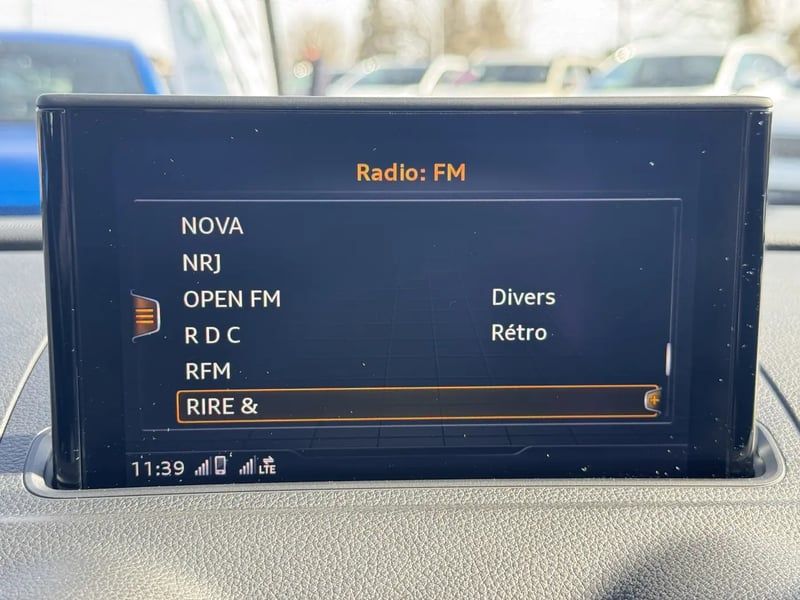 Radio: FM
NOVA
NRJ
OPEN FM Divers
R D C Rétro
RFM
RIRE &
11:39 LTE